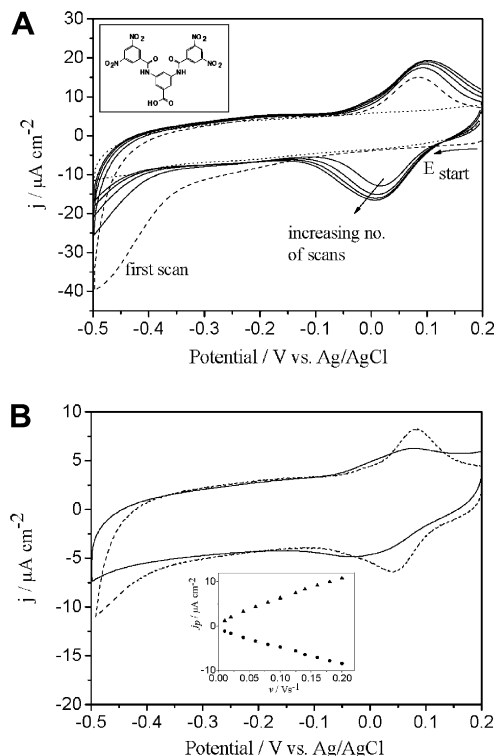 A
30
20
10
0
-10
-20
-30
-40
j / µA cm-2
NO2
NO2
O2N
NO2
O
O
NH
HN
HO
O
E start
increasing no.
of scans
first scan
-0.5 -0.4 -0.3 -0.2 -0.1 0.0 0.1 0.2
Potential / V vs. Ag/AgCl
B
10
5
0
-5
-10
-15
-20
j / µA cm-2
10
0
-10
jp / µA cm-2
0.00 0.05 0.10 0.15 0.20
v / Vs-1
-0.5 -0.4 -0.3 -0.2 -0.1 0.0 0.1 0.2
Potential / V vs. Ag/AgCl